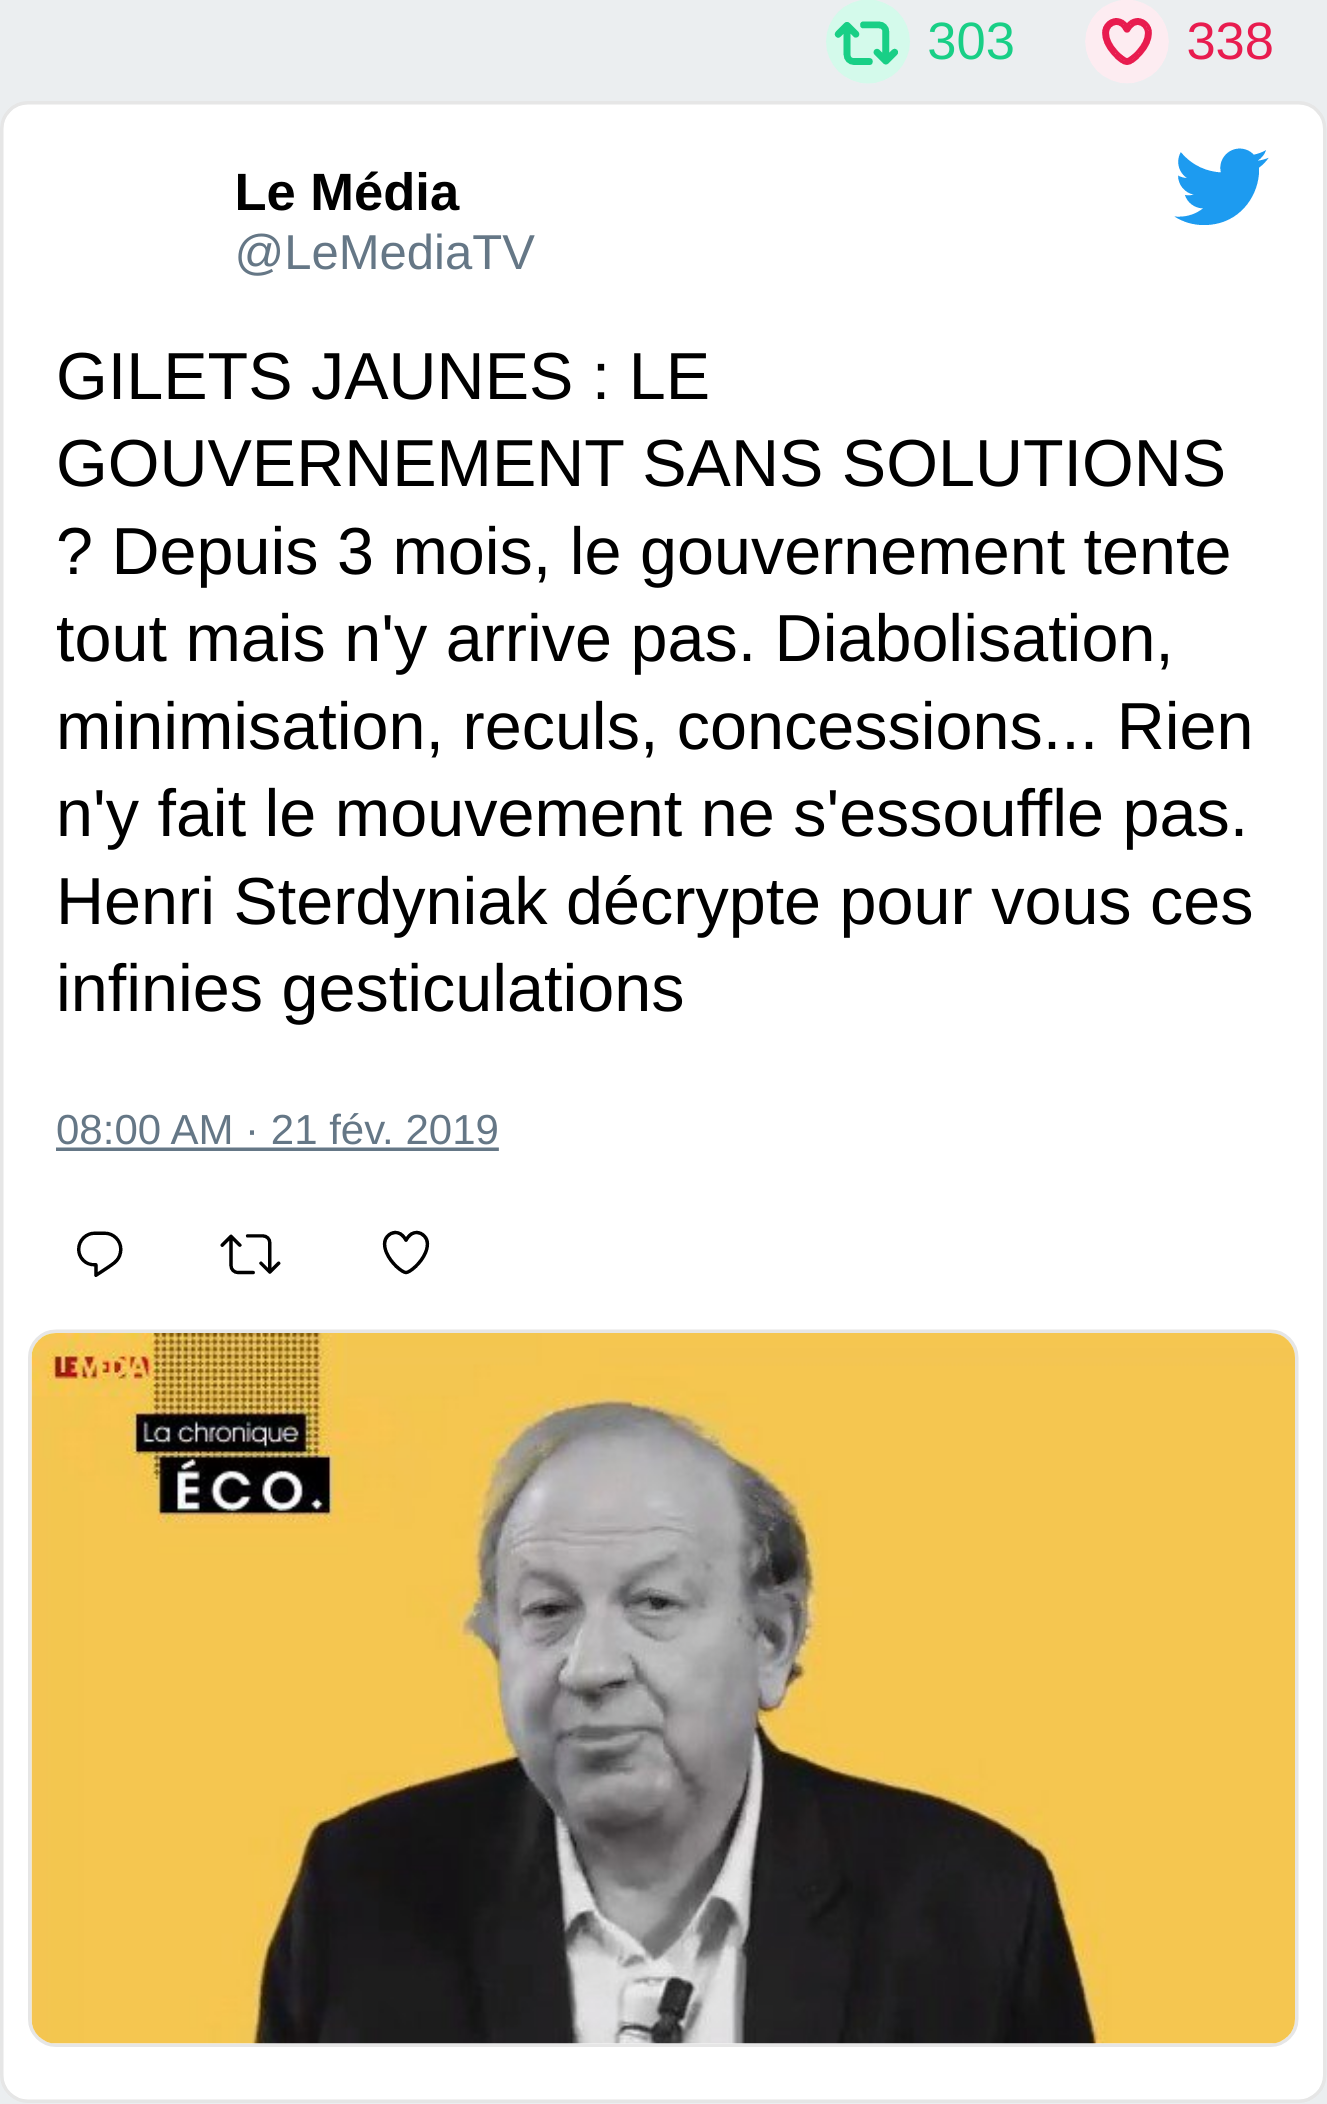 303 338
Le Média
@LeMediaTV
GILETS JAUNES : LE
GOUVERNEMENT SANS SOLUTIONS
? Depuis 3 mois, le gouvernement tente
tout mais n'y arrive pas. Diabolisation,
minimisation, reculs, concessions... Rien
n'y fait le mouvement ne s'essouffle pas.
Henri Sterdyniak décrypte pour vous ces
infinies gesticulations
08:00 AM · 21 fév. 2019
LE MEDIA
La chronique
ÉCO.